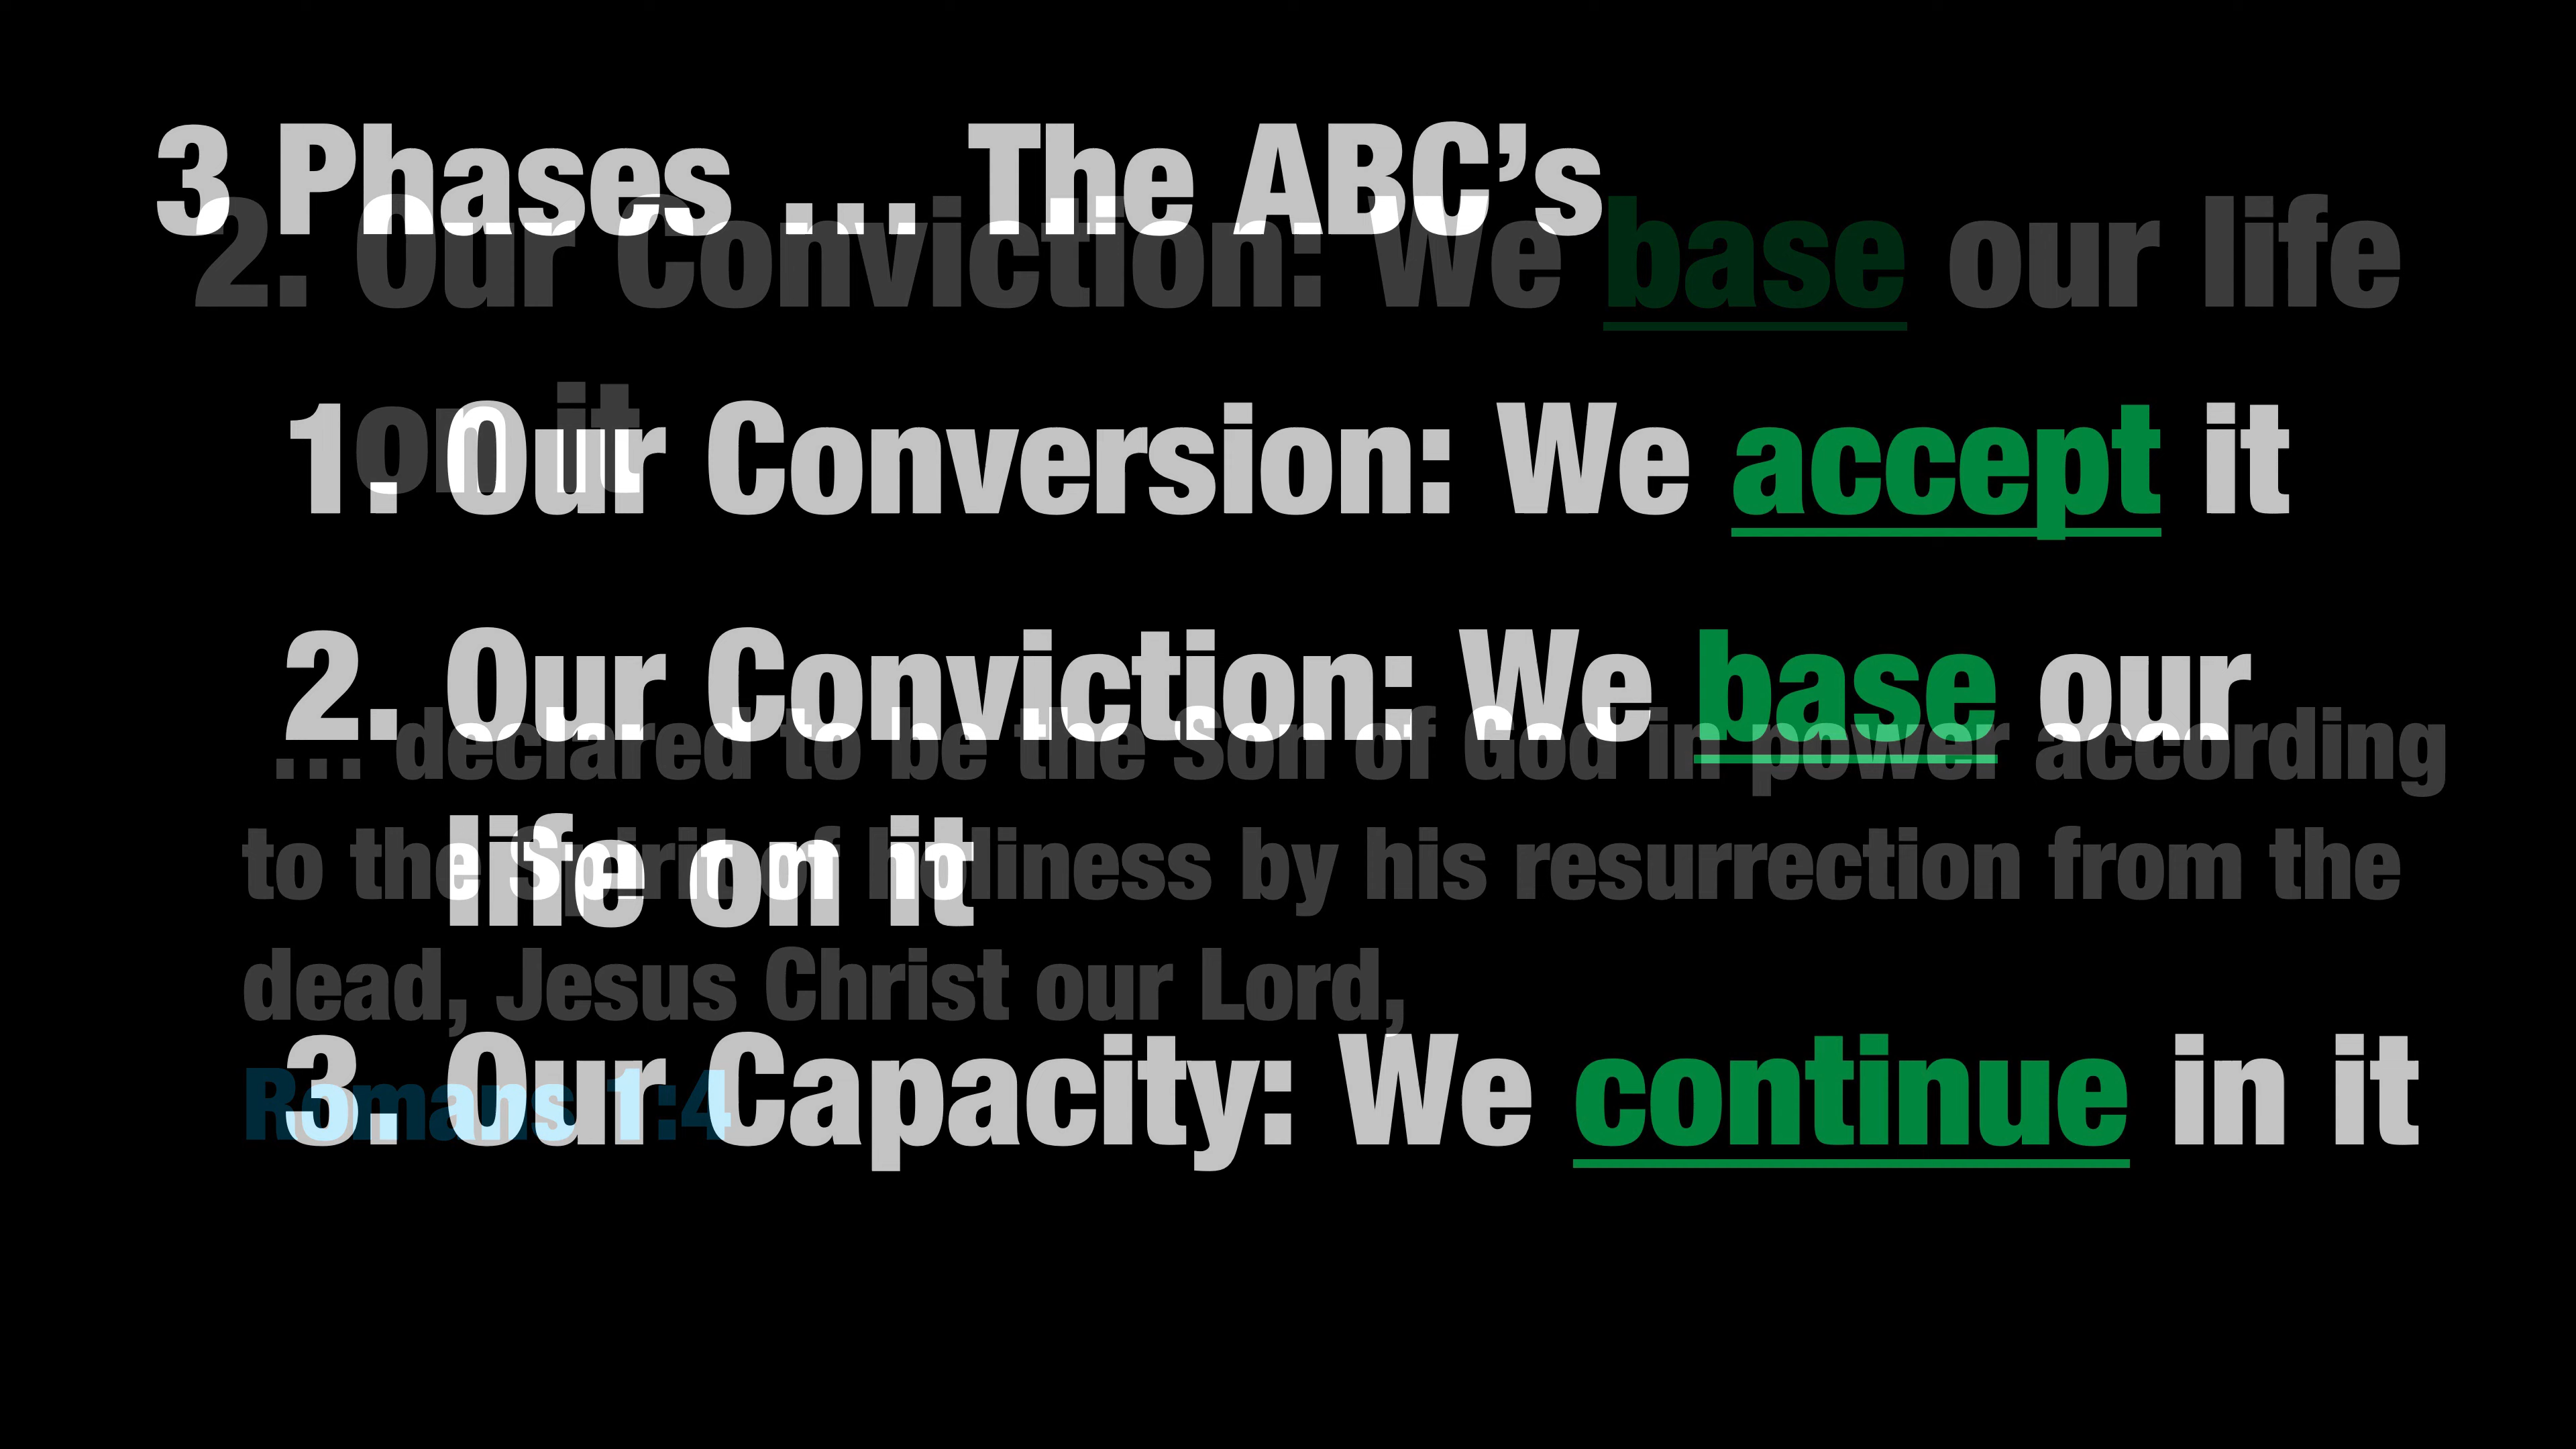 3 Phases … The ABC’s
2. Our Conviction: We base our life
on it
1. Our Conversion: We accept it
2. Our Conviction: We base our
… declared to be the Son of God in power according
life on it
to the Spirit of holiness by his resurrection from the
dead, Jesus Christ our Lord,
3. Our Capacity: We continue in it
Romans 1:4